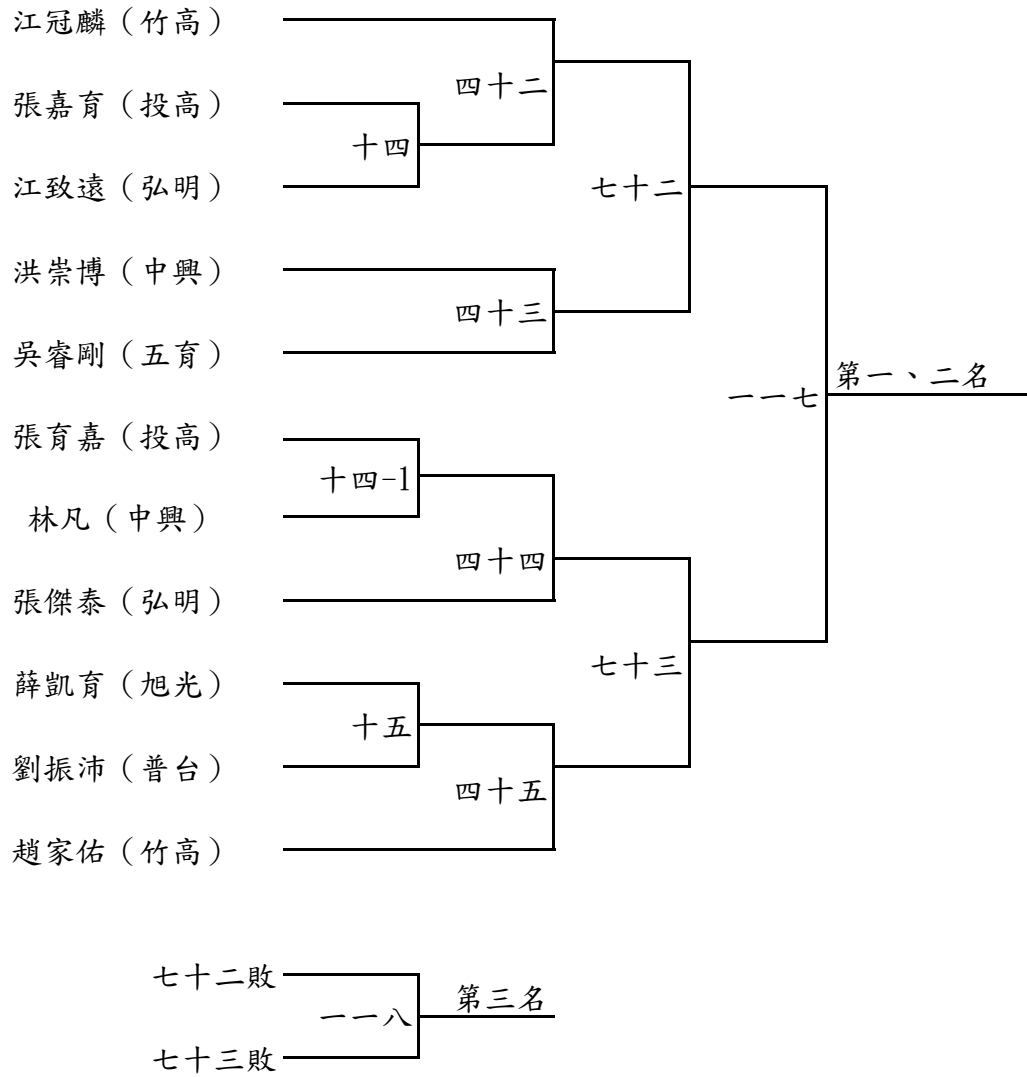 江冠麟（竹高）
四十二
張嘉育（投高）
十四
江致遠（弘明）
七十二
洪崇博（中興）
四十三
吳睿剛（五育）
第一、二名
一一七
張育嘉（投高）
十四-1
林凡（中興）
四十四
張傑泰（弘明）
七十三
薛凱育（旭光）
十五
劉振沛（普台）
四十五
趙家佑（竹高）
七十二敗
第三名
一一八
七十三敗